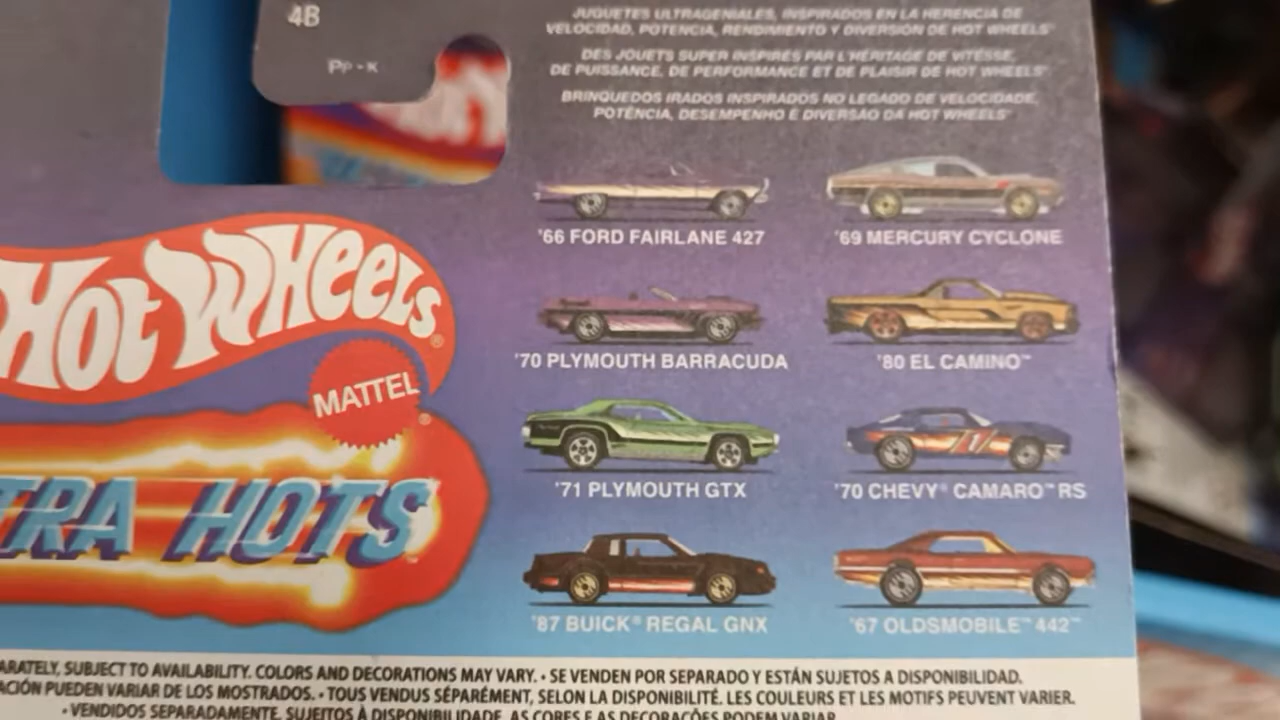 4B
PP-K
JUGUETES ULTRAGENIALES, INSPIRADOS EN LA HERENCIA DE
VELOCIDAD, POTENCIA, RENDIMIENTO Y DIVERSIÓN DE HOT WHEELS™
DES JOUETS SUPER INSPIRÉS PAR L'HÉRITAGE DE VITESSE,
DE PUISSANCE, DE PERFORMANCE ET DE PLAISIR DE HOT WHEELS™
BRINQUEDOS IRADOS INSPIRADOS NO LEGADO DE VELOCIDADE,
POTÊNCIA, DESEMPENHO E DIVERSÃO DA HOT WHEELS™
'66 FORD FAIRLANE 427
'69 MERCURY CYCLONE
'70 PLYMOUTH BARRACUDA
'80 EL CAMINO™
'71 PLYMOUTH GTX
'70 CHEVY® CAMARO™ RS
'87 BUICK® REGAL GNX
'67 OLDSMOBILE™ 442™
HOT WHEELS®
MATTEL®
TRA HOTS™
ARATELY, SUBJECT TO AVAILABILITY. COLORS AND DECORATIONS MAY VARY. • SE VENDEN POR SEPARADO Y ESTÁN SUJETOS A DISPONIBILIDAD.
ACIÓN PUEDEN VARIAR DE LOS MOSTRADOS. • TOUS VENDUS SÉPARÉMENT, SELON LA DISPONIBILITÉ. LES COULEURS ET LES MOTIFS PEUVENT VARIER.
• VENDIDOS SEPARADAMENTE, SUJEITOS À DISPONIBILIDADE. AS CORES E AS DECORAÇÕES PODEM VARIAR.